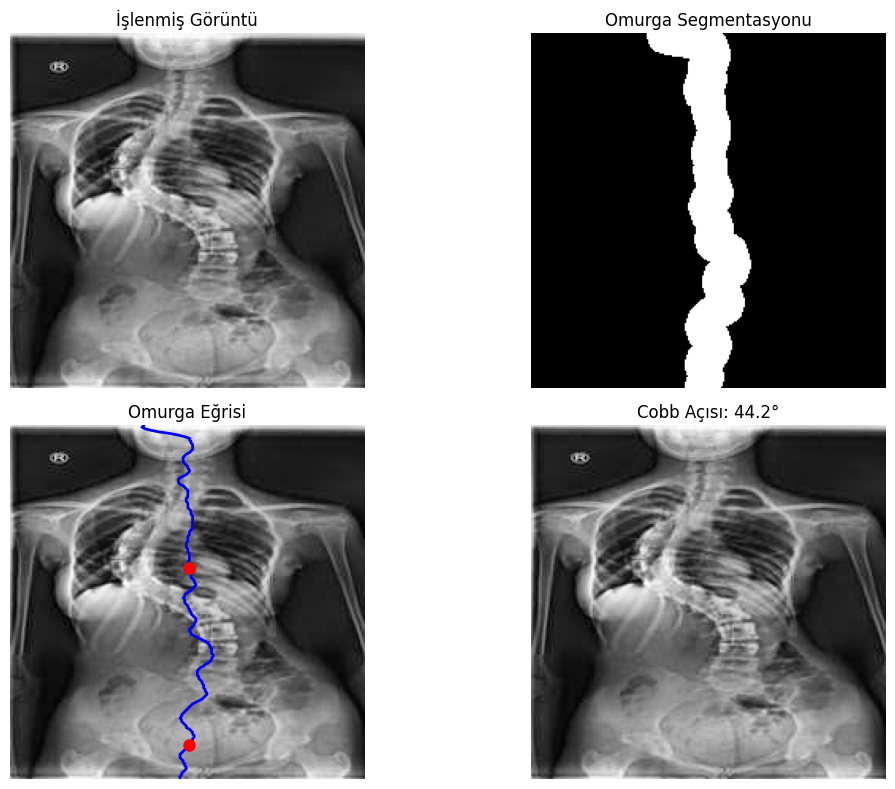 İşlenmiş Görüntü
Omurga Segmentasyonu
R
Omurga Eğrisi
Cobb Açısı: 44.2°
R
R